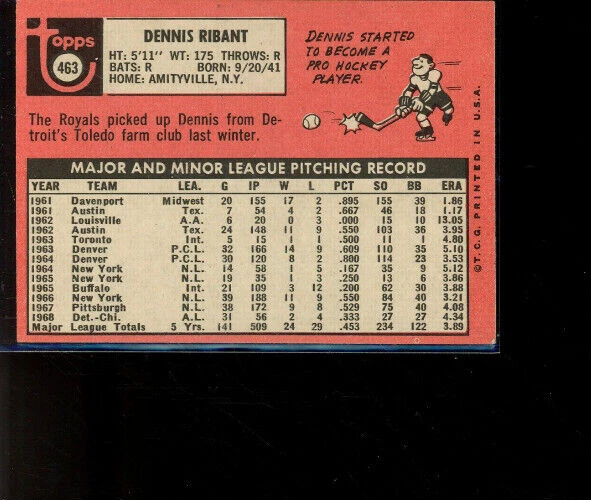 topps
463
DENNIS RIBANT
HT: 5'11" WT: 175 THROWS: R
BATS: R BORN: 9/20/41
HOME: AMITYVILLE, N.Y.
DENNIS STARTED
TO BECOME A
PRO HOCKEY
PLAYER.
The Royals picked up Dennis from De-
troit's Toledo farm club last winter.
MAJOR AND MINOR LEAGUE PITCHING RECORD
YEAR TEAM LEA. G IP W L PCT SO BB ERA
1961 Davenport Midwest 20 155 17 2 .895 155 39 1.86
1961 Austin Tex. 7 54 4 2 .667 46 18 1.17
1962 Louisville A.A. 6 20 0 3 .000 15 10 13.05
1962 Austin Tex. 24 148 11 9 .550 103 36 3.95
1963 Toronto Int. 5 15 1 1 .500 11 1 4.80
1963 Denver P.C.L. 32 166 14 9 .609 110 35 5.10
1964 Denver P.C.L. 30 120 8 2 .800 114 23 3.53
1964 New York N.L. 14 58 1 5 .167 35 9 5.12
1965 New York N.L. 19 35 1 3 .250 13 6 3.86
1965 Buffalo Int. 21 109 3 12 .200 62 30 3.88
1966 New York N.L. 39 188 11 9 .550 84 40 3.21
1967 Pittsburgh N.L. 38 172 9 8 .529 75 40 4.08
1968 Det.-Chi. A.L. 31 56 2 4 .333 27 27 4.34
Major League Totals 5 Yrs. 141 509 24 29 .453 234 122 3.89
© T.C.G. PRINTED IN U.S.A.